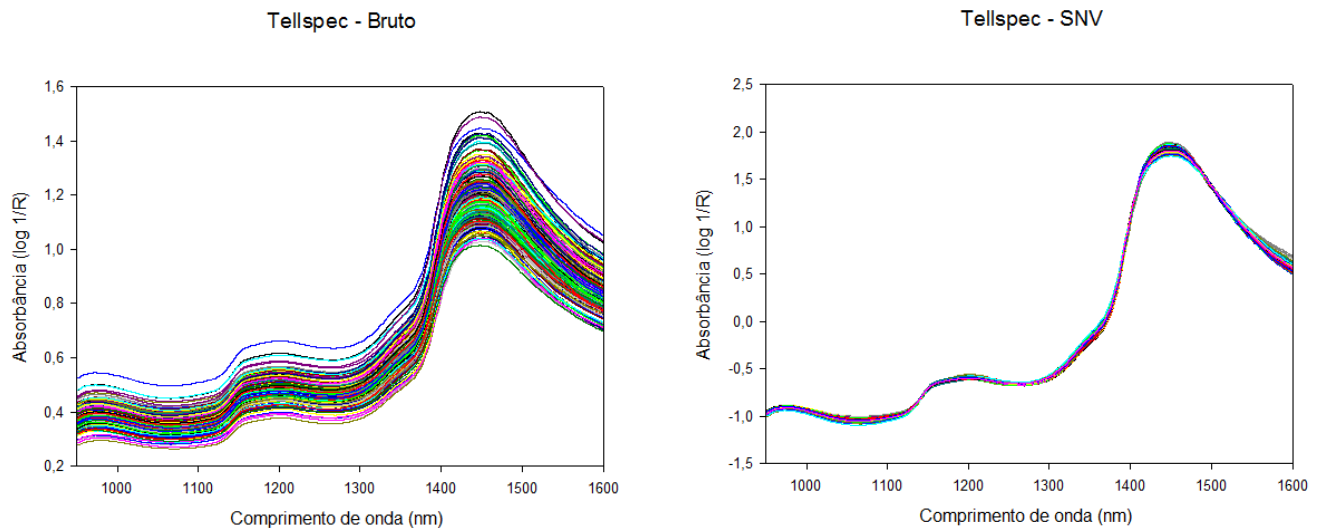 Tellspec - Bruto
1,6
1,4
1,2
1,0
0,8
0,6
0,4
0,2
Absorbância (log 1/R)
1000 1100 1200 1300 1400 1500 1600
Comprimento de onda (nm)
Tellspec - SNV
2,5
2,0
1,5
1,0
0,5
0,0
-0,5
-1,0
-1,5
Absorbância (log 1/R)
1000 1100 1200 1300 1400 1500 1600
Comprimento de onda (nm)